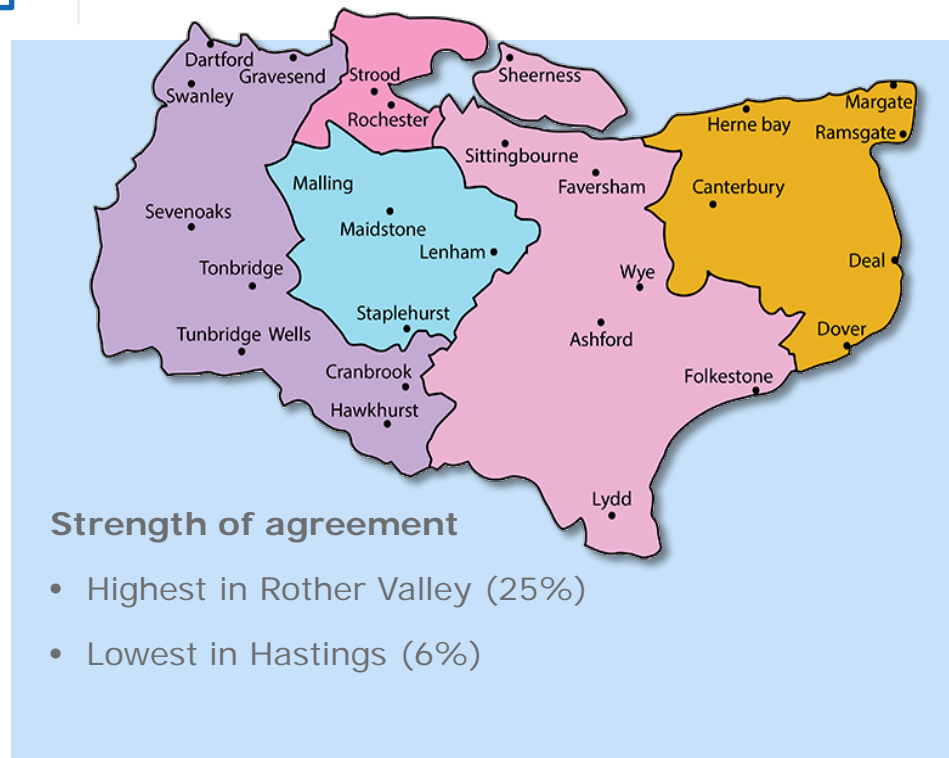 Dartford
Gravesend
Swanley
Strood
Rochester
Sheerness
Margate
Herne bay
Ramsgate
Sittingbourne
Faversham
Malling
Canterbury
Sevenoaks
Maidstone
Lenham
Deal
Tonbridge
Wye
Staplehurst
Tunbridge Wells
Ashford
Dover
Cranbrook
Folkestone
Hawkhurst
Lydd
Strength of agreement
• Highest in Rother Valley (25%)
• Lowest in Hastings (6%)